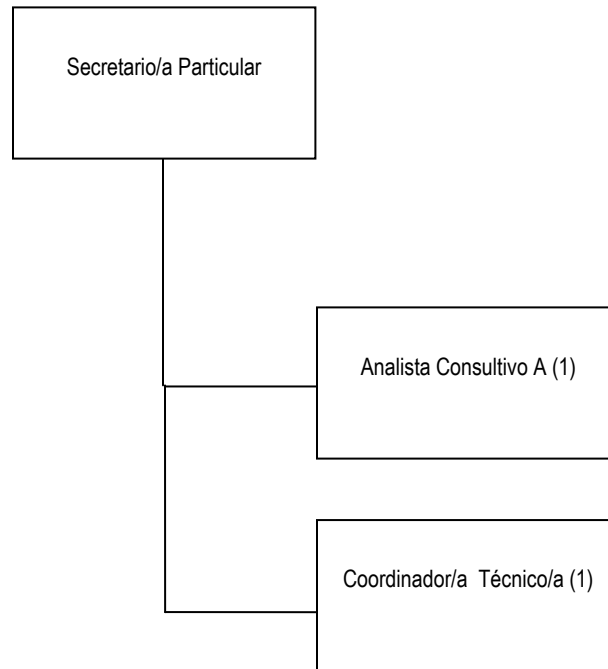 Secretario/a Particular
Analista Consultivo A (1)
Coordinador/a Técnico/a (1)